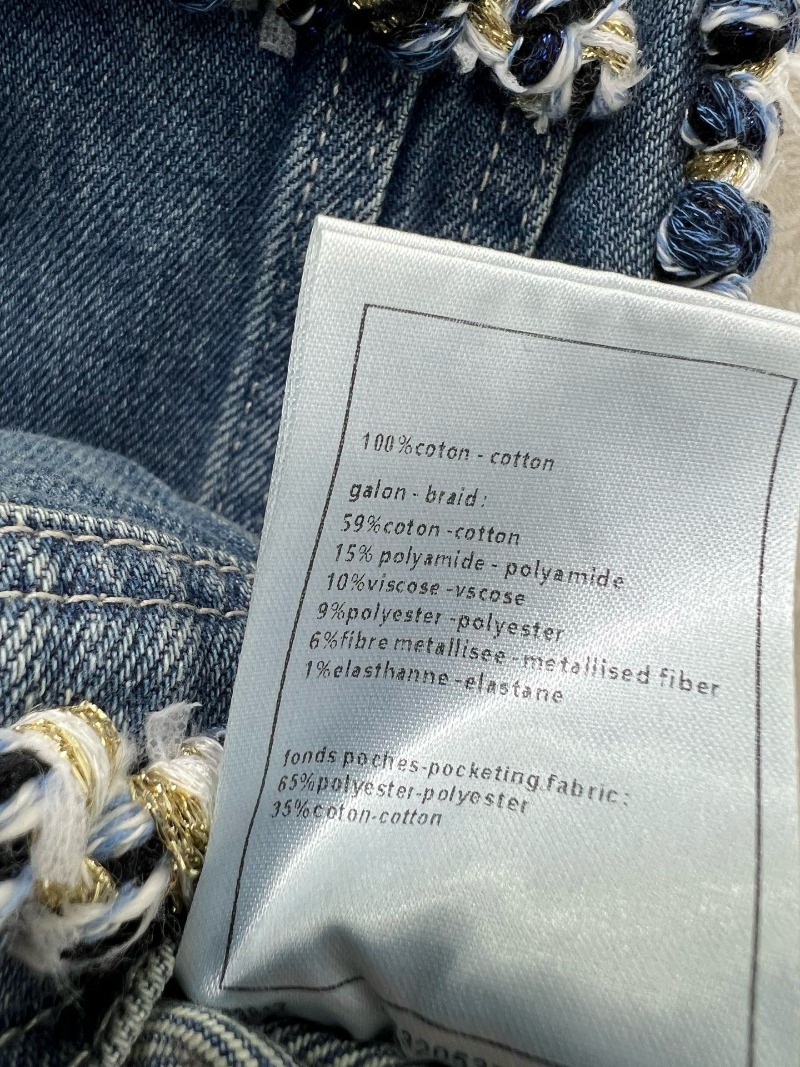 100%coton - cotton
galon - braid:
59%coton -cotton
15% polyamide - polyamide
10%viscose -vscose
9%polyester -polyester
6%fibre metallisee -metallised fiber
1%elasthanne -elastane
fonds poches-pocketing fabric:
65%polyester-polyester
35%coton-cotton